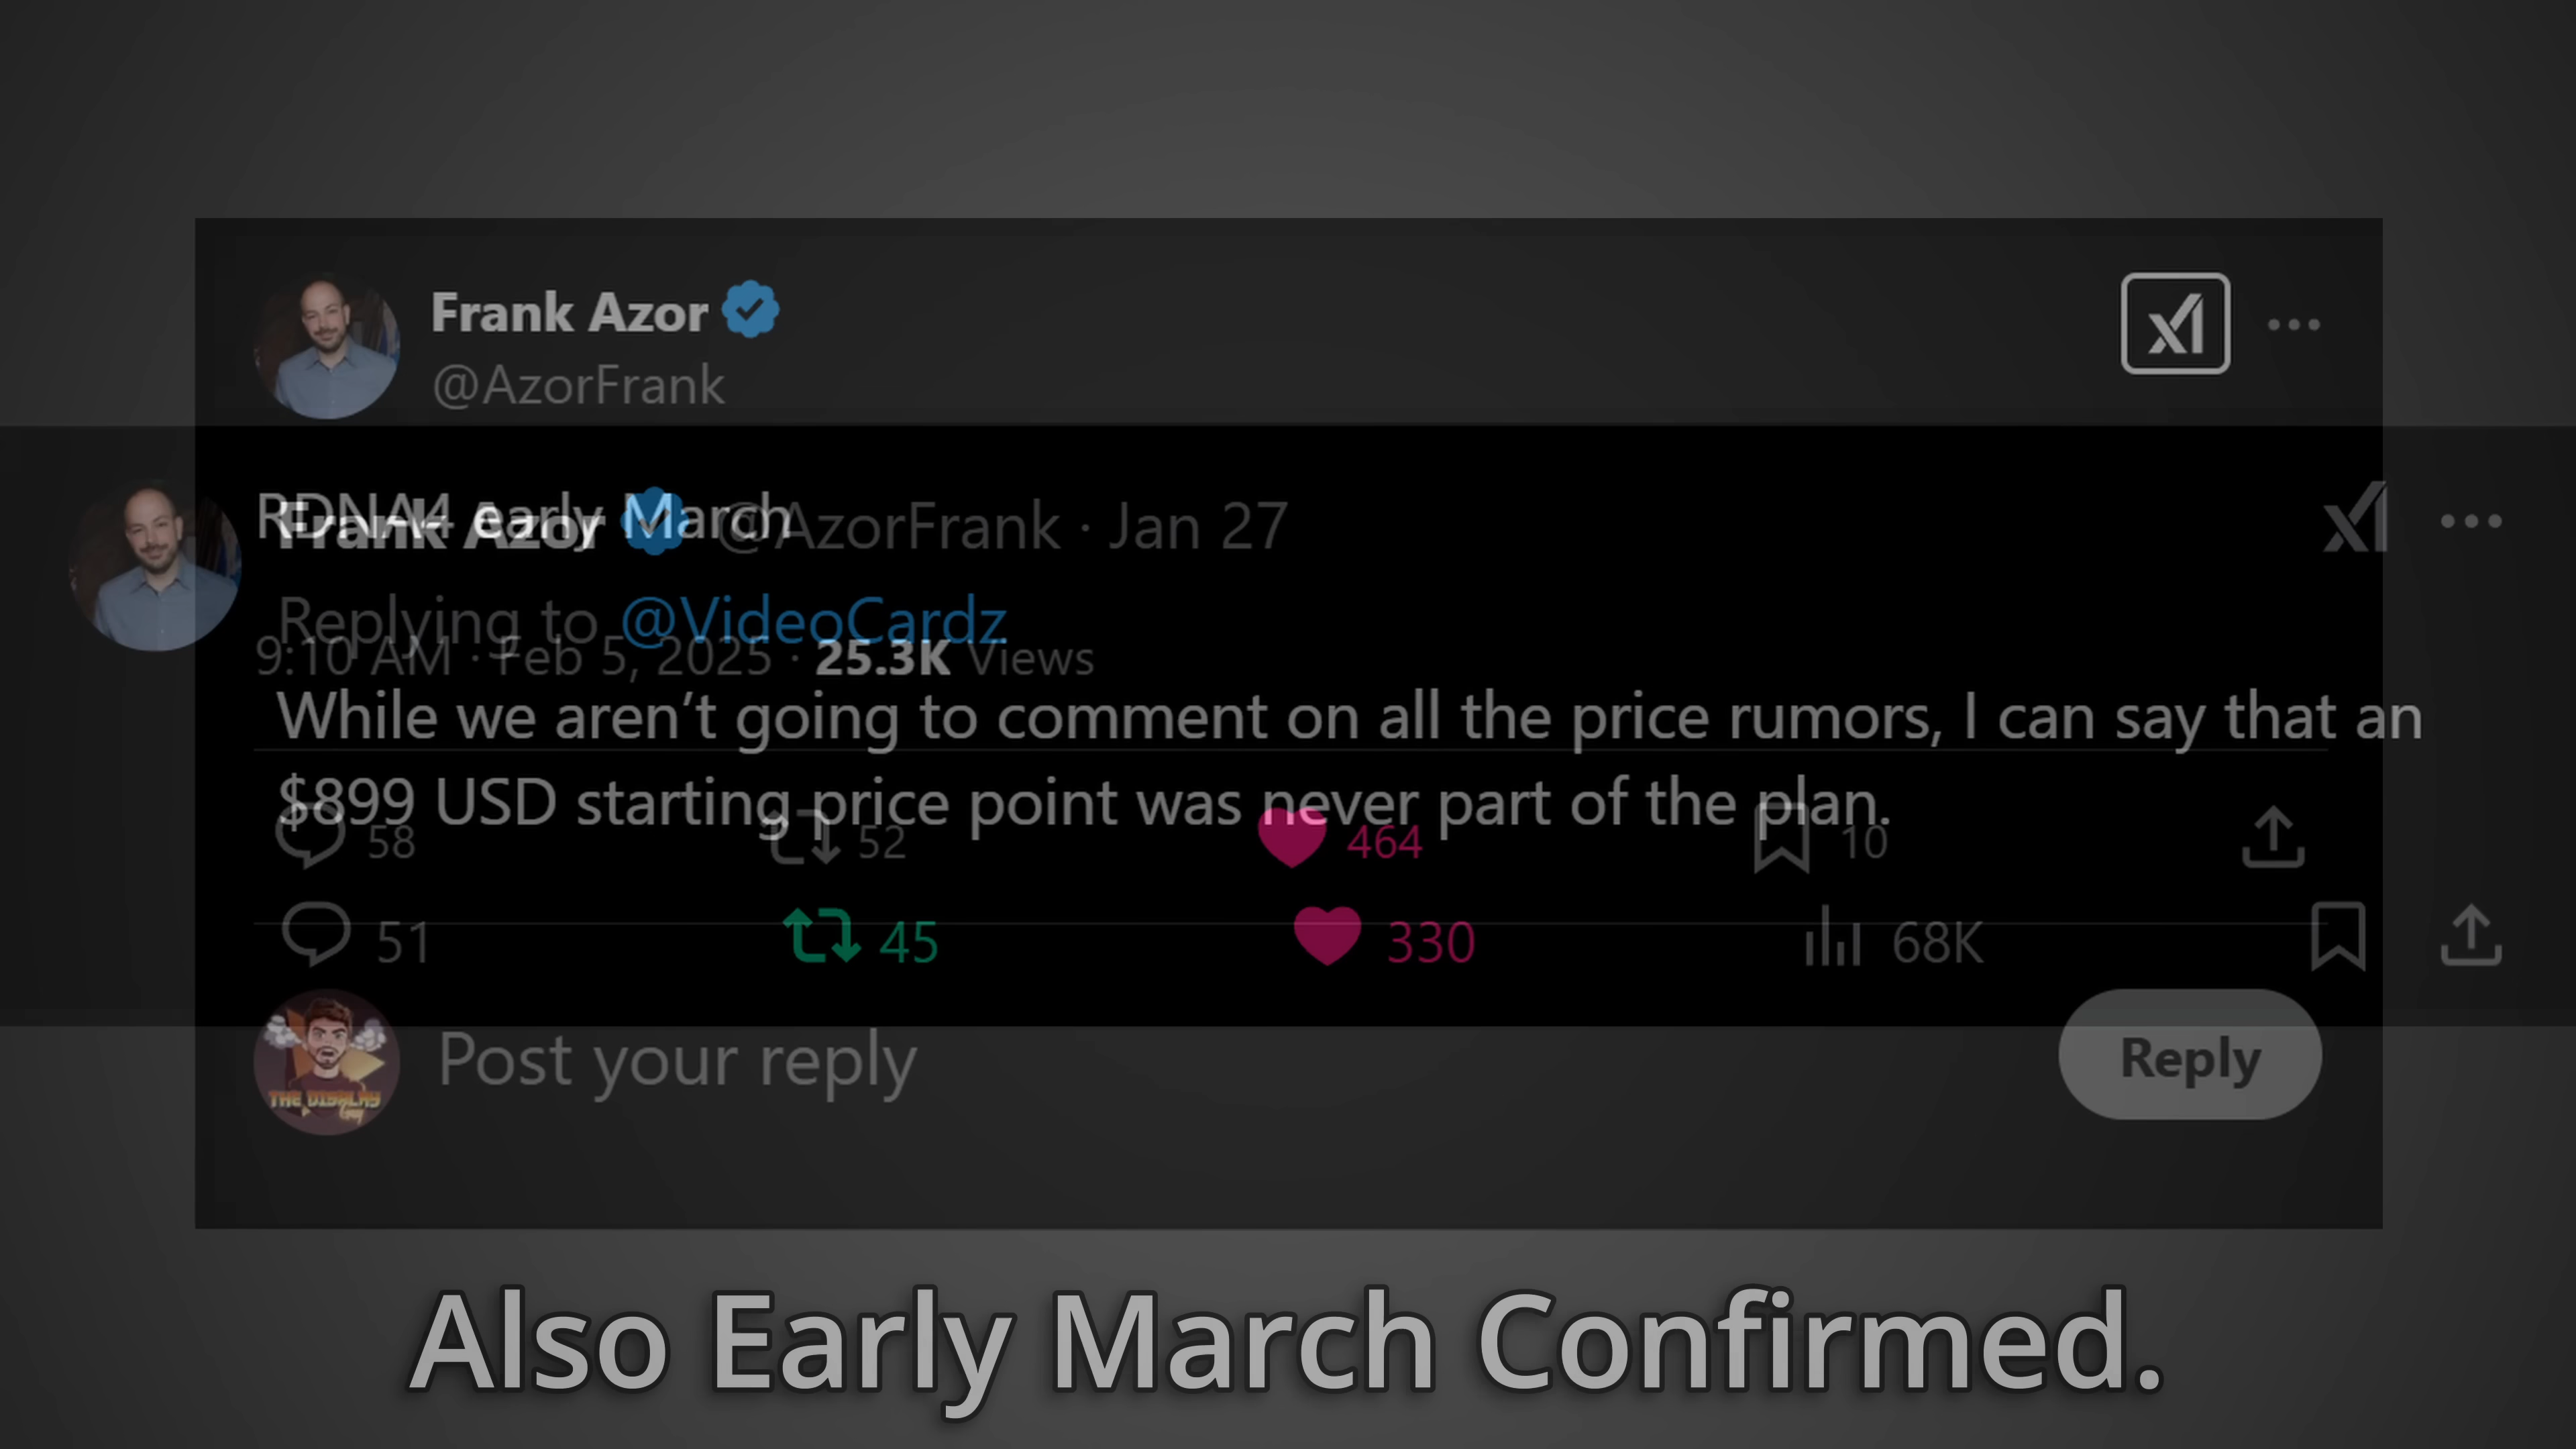 Frank Azor
@AzorFrank
RDNA4 early March
9:10 AM · Feb 5, 2025 · 25.3K Views
58 52 464 10
Frank Azor @AzorFrank · Jan 27
Replying to @VideoCardz
While we aren’t going to comment on all the price rumors, I can say that an
$899 USD starting price point was never part of the plan.
51 45 330 68K
THE DISPLAY
Guy
Post your reply
Reply
Also Early March Confirmed.